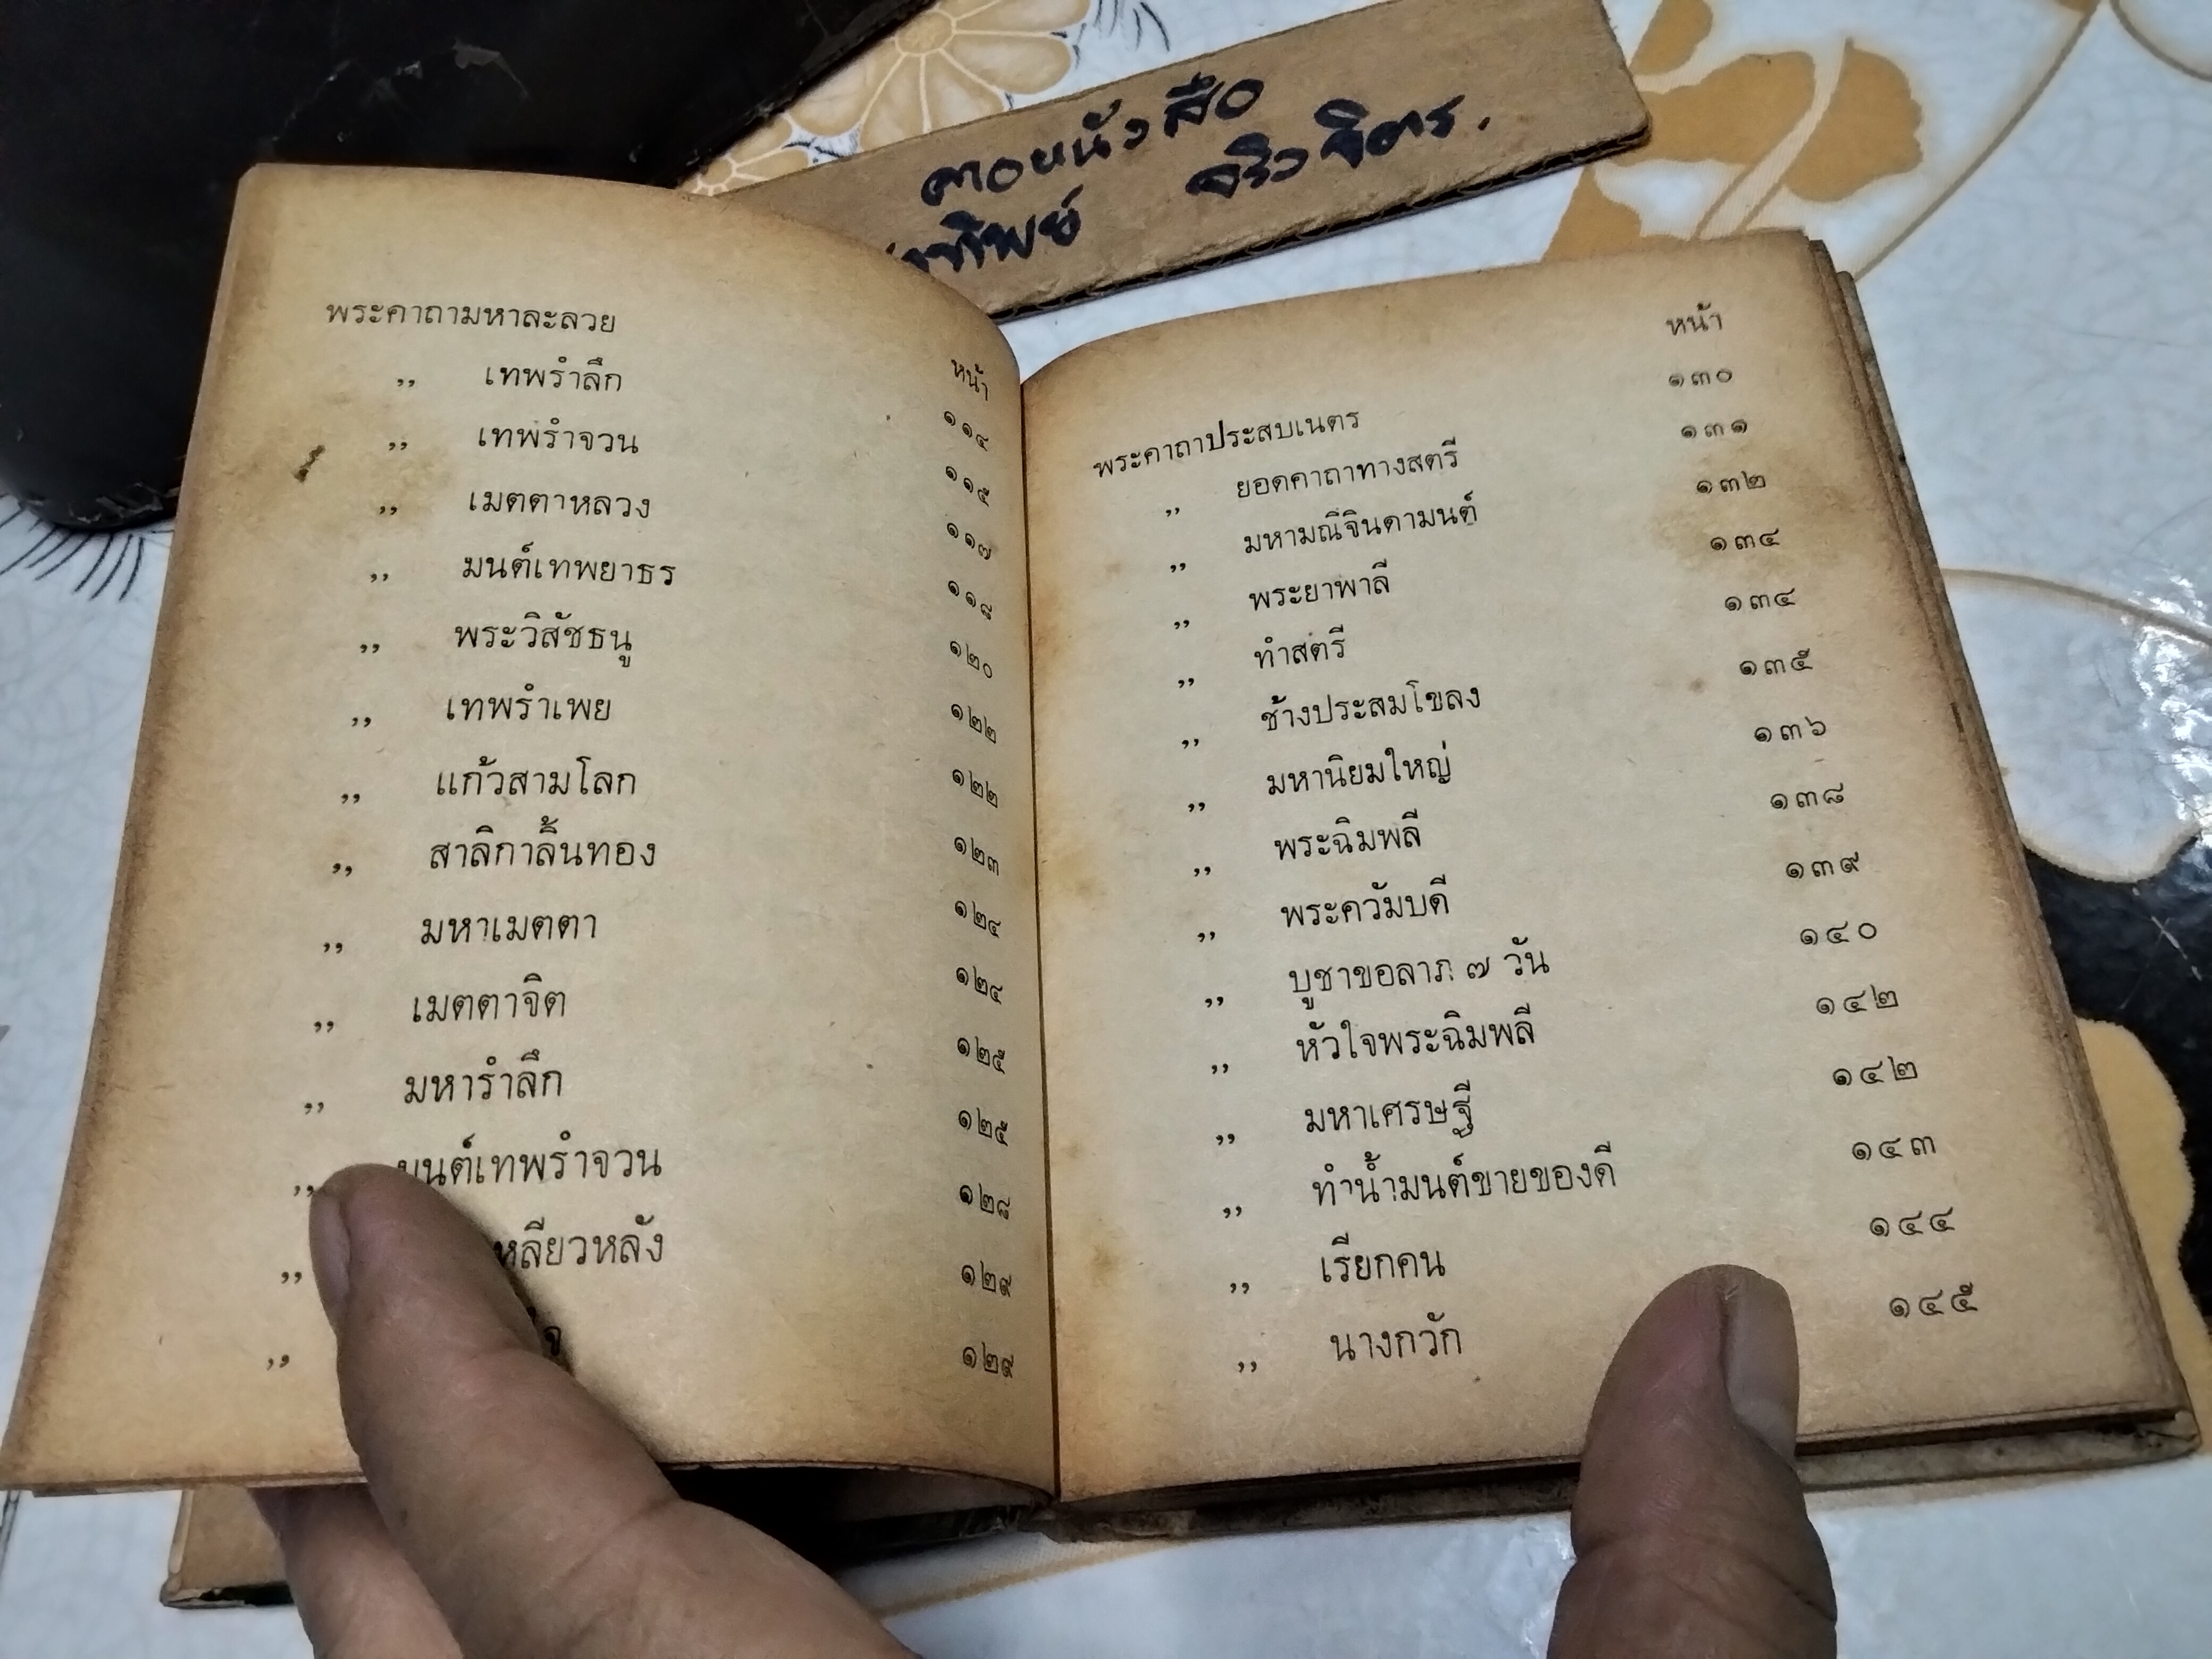 หนังสือ
ทิพย์
หน้า
พระคาถามหาละลวย ๑๑๔
,, เทพรำลึก ๑๑๕
,, เทพรำจวน ๑๑๗
,, เมตตาหลวง ๑๑๘
,, มนต์เทพยาธร ๑๒๐
,, พระวิสัชธนู ๑๒๒
,, เทพรำเพย ๑๒๒
,, แก้วสามโลก ๑๒๓
,, สาลิกาลิ้นทอง ๑๒๔
,, มหาเมตตา ๑๒๔
,, เมตตาจิต ๑๒๕
,, มหารำลึก ๑๒๕
,, มนต์เทพรำจวน ๑๒๘
,, หลียวหลัง ๑๒๙
,, ๑๒๙
หน้า
พระคาถาประสบเนตร ๑๓๐
,, ยอดคาถาทางสตรี ๑๓๑
,, มหามณีจินดามนต์ ๑๓๒
,, พระยาพาลี ๑๓๔
,, ทำสตรี ๑๓๔
,, ช้างประสมโขลง ๑๓๕
,, มหานิยมใหญ่ ๑๓๖
,, พระฉิมพลี ๑๓๘
,, พระควัมบดี ๑๓๙
,, บูชาขอลาภ ๗ วัน ๑๔๐
,, หัวใจพระฉิมพลี ๑๔๒
,, มหาเศรษฐี ๑๔๒
,, ทำน้ำมนต์ขายของดี ๑๔๓
,, เรียกคน ๑๔๔
,, นางกวัก ๑๔๕